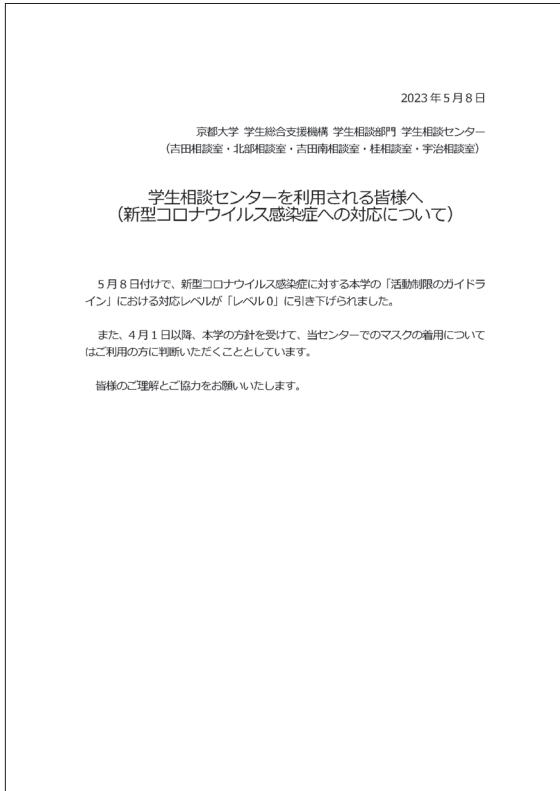 2023年5月8日
京都大学 学生総合支援機構 学生相談部門 学生相談センター
（吉田相談室・北部相談室・吉田南相談室・桂相談室・宇治相談室）
学生相談センターを利用される皆様へ
（新型コロナウイルス感染症への対応について）
５月８日付けで、新型コロナウイルス感染症に対する本学の「活動制限のガイドラ
イン」における対応レベルが「レベル０」に引き下げられました。
また、４月１日以降、本学の方針を受けて、当センターでのマスクの着用について
はご利用の方に判断いただくこととしています。
皆様のご理解とご協力をお願いいたします。